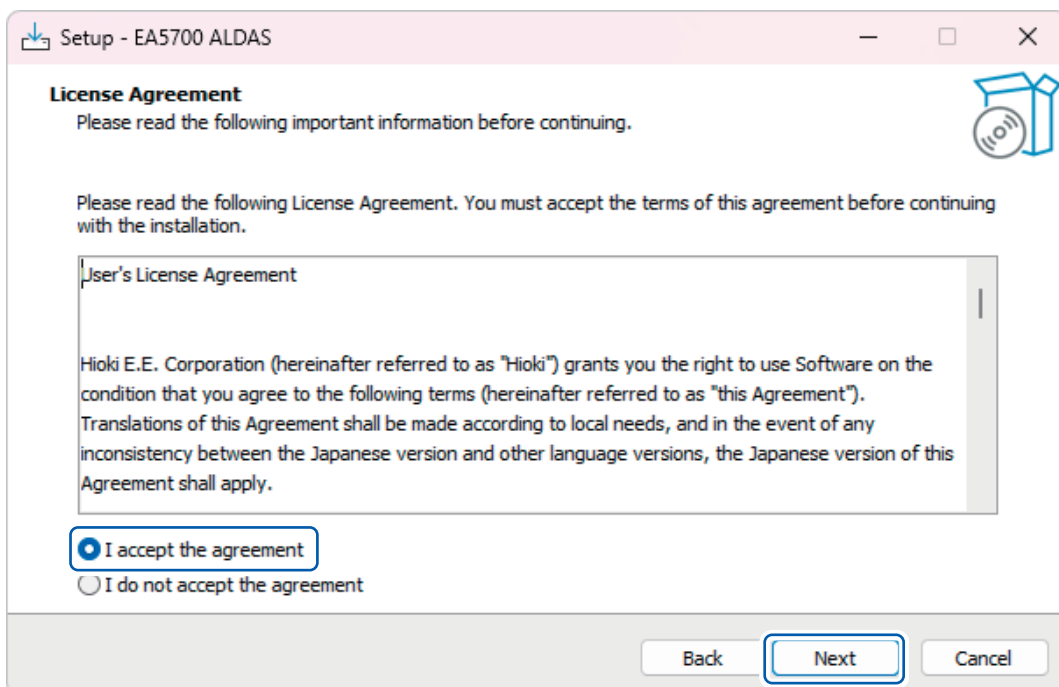 Setup - EA5700 ALDAS
License Agreement
Please read the following important information before continuing.
Please read the following License Agreement. You must accept the terms of this agreement before continuing
with the installation.
User's License Agreement
Hioki E.E. Corporation (hereinafter referred to as "Hioki") grants you the right to use Software on the
condition that you agree to the following terms (hereinafter referred to as "this Agreement").
Translations of this Agreement shall be made according to local needs, and in the event of any
inconsistency between the Japanese version and other language versions, the Japanese version of this
Agreement shall apply.
I accept the agreement
I do not accept the agreement
Back Next Cancel